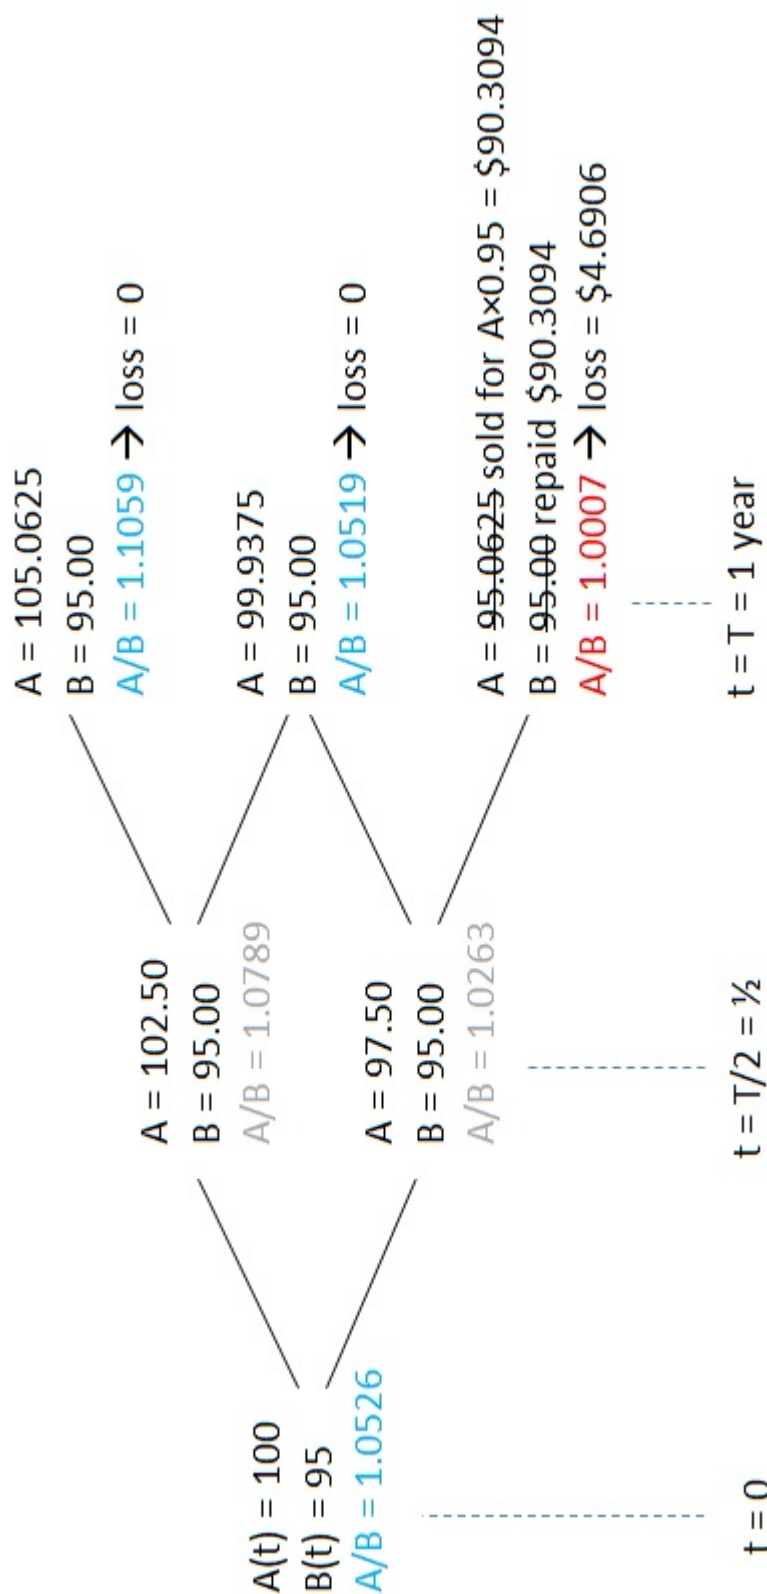 A(t) = 100
B(t) = 95
A/B = 1.0526
A = 102.50
B = 95.00
A/B = 1.0789
A = 97.50
B = 95.00
A/B = 1.0263
A = 105.0625
B = 95.00
A/B = 1.1059 → loss = 0
A = 99.9375
B = 95.00
A/B = 1.0519 → loss = 0
A = 95.0625 sold for A×0.95 = $90.3094
B = 95.00 repaid $90.3094
A/B = 1.0007 → loss = $4.6906
t = 0
t = T/2 = ½
t = T = 1 year